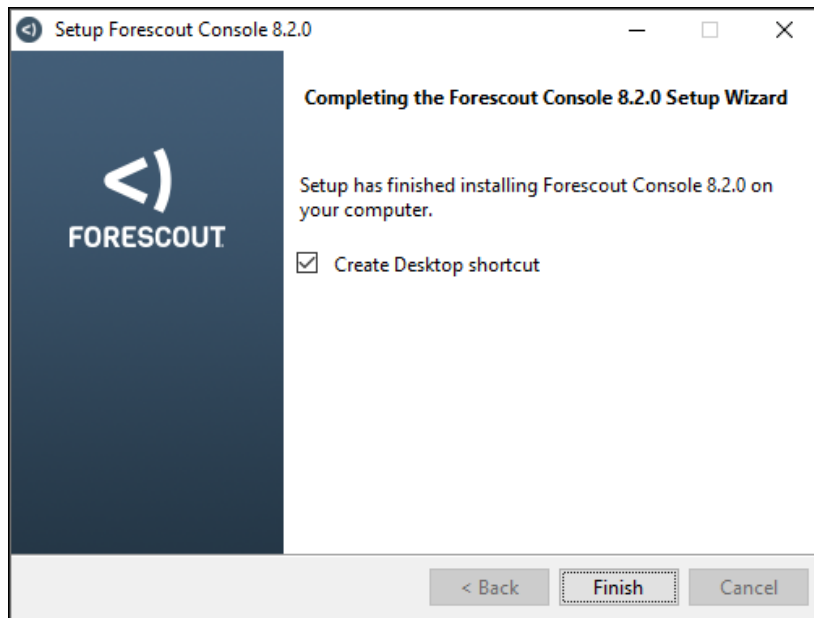 Setup Forescout Console 8.2.0
Completing the Forescout Console 8.2.0 Setup Wizard
FORESCOUT
Setup has finished installing Forescout Console 8.2.0 on
your computer.
Create Desktop shortcut
< Back
Finish
Cancel